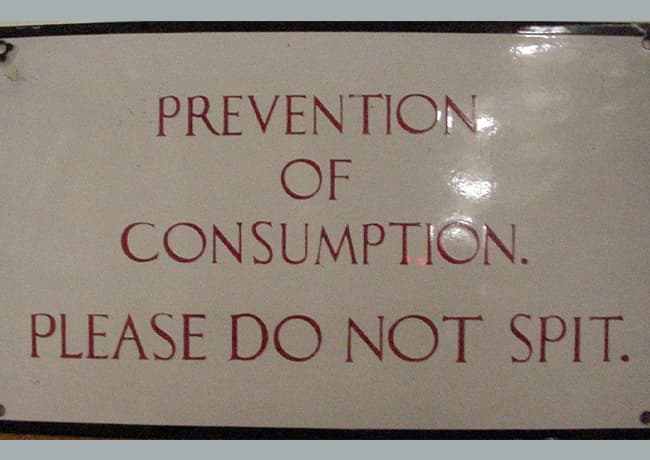 PREVENTION
OF
CONSUMPTION.
PLEASE DO NOT SPIT.